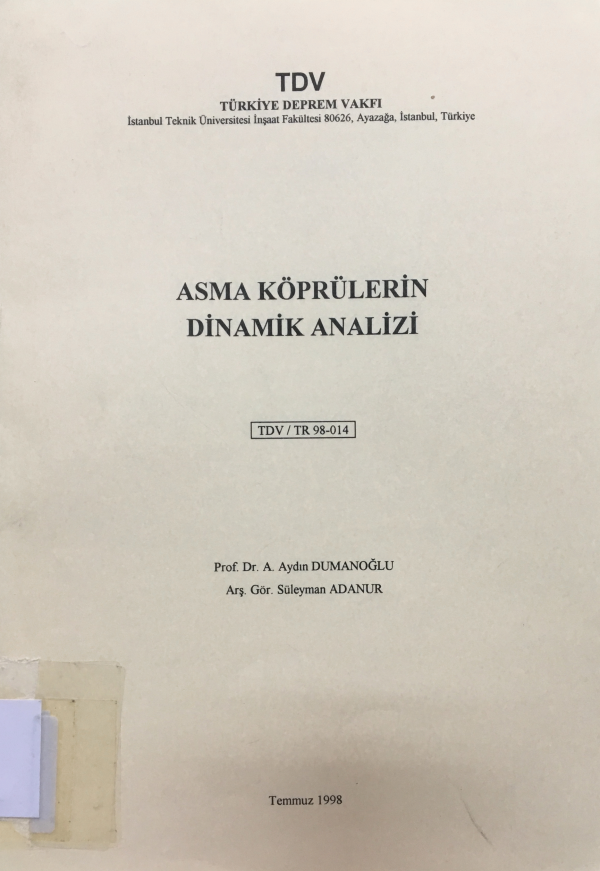 TDV
TÜRKİYE DEPREM VAKFI
İstanbul Teknik Üniversitesi İnşaat Fakültesi 80626, Ayazağa, İstanbul, Türkiye
ASMA KÖPRÜLERİN
DİNAMİK ANALİZİ
TDV / TR 98-014
Prof. Dr. A. Aydın DUMANOĞLU
Arş. Gör. Süleyman ADANUR
Temmuz 1998